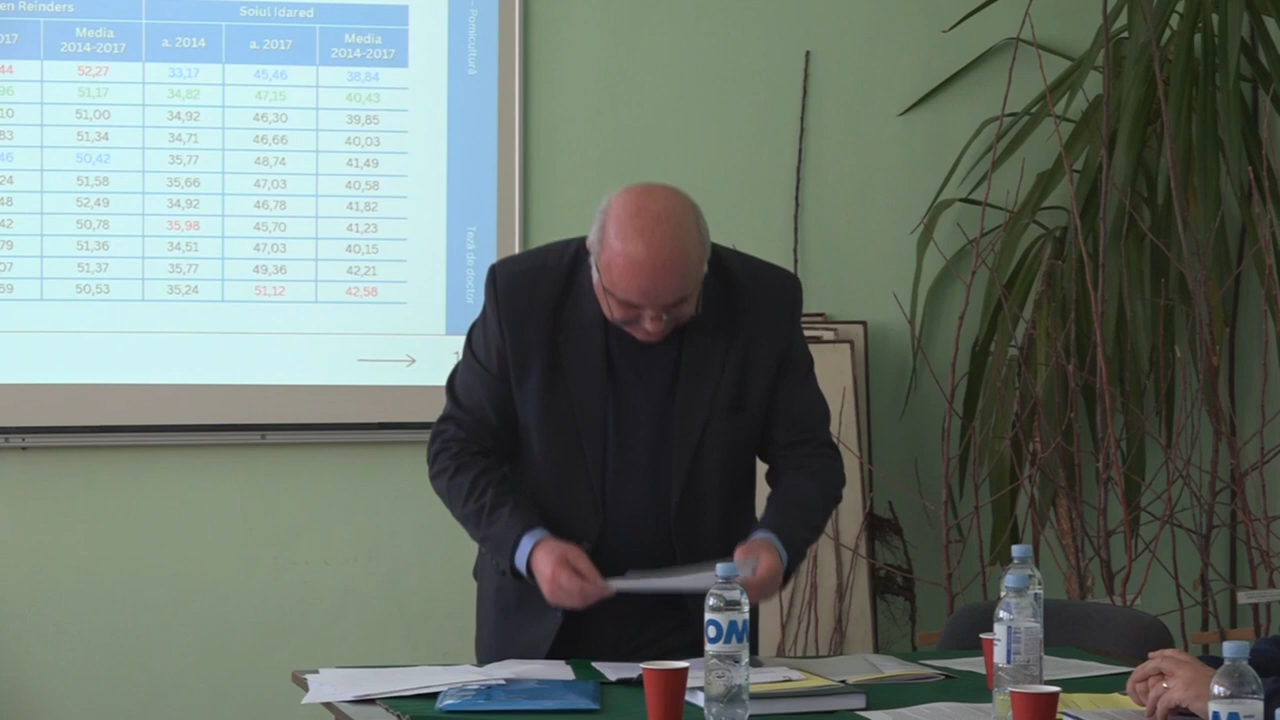 en Reinders Soiul Idared
017 Media 2014-2017 a. 2014 a. 2017 Media 2014-2017
44 52,27 33,17 45,46 38,84
96 51,17 34,82 47,15 40,43
10 51,00 34,92 46,30 39,85
83 51,34 34,71 46,66 40,03
46 50,42 35,77 48,74 41,49
24 51,58 35,66 47,03 40,58
48 52,49 34,92 46,78 41,82
42 50,78 35,98 45,70 41,23
79 51,36 34,51 47,03 40,15
07 51,37 35,77 49,36 42,21
69 50,53 35,24 51,12 42,58
– Pomicultură
Teză de doctor
OM